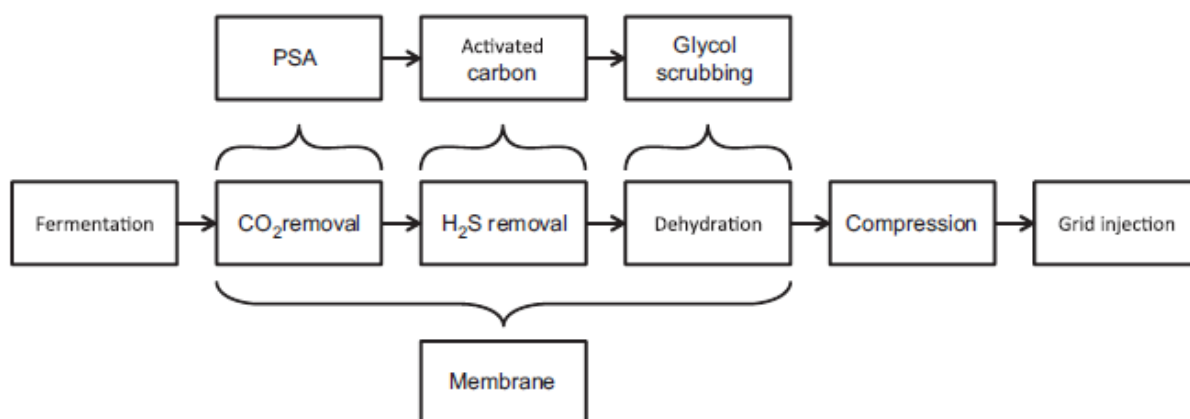 PSA
Activated
carbon
Glycol
scrubbing
Fermentation
CO₂removal
H₂S removal
Dehydration
Compression
Grid injection
Membrane